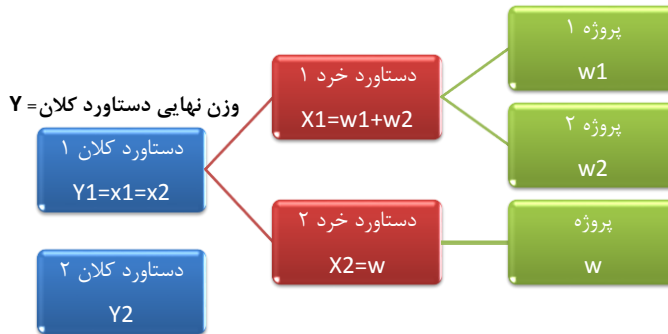 وزن نهایی دستاورد کلان= Y
دستاورد کلان ۱
Y1=x1=x2
دستاورد کلان ۲
Y2
دستاورد خرد ۱
X1=w1+w2
دستاورد خرد ۲
X2=w
پروژه ۱
w1
پروژه ۲
w2
پروژه
w